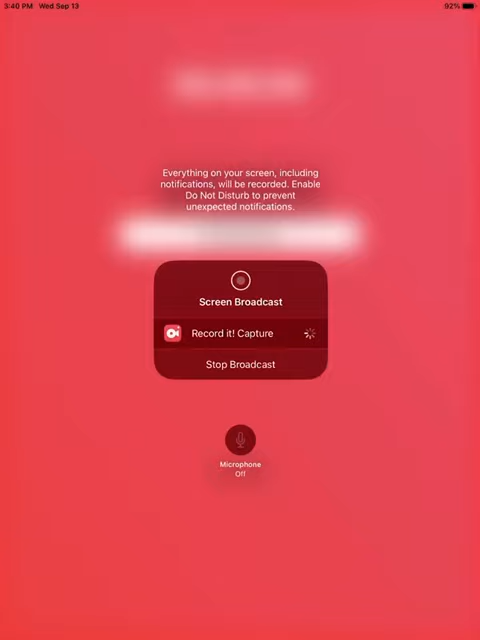 3:40 PM Wed Sep 13
92%
Everything on your screen, including
notifications, will be recorded. Enable
Do Not Disturb to prevent
unexpected notifications.
Screen Broadcast
Record it! Capture
Stop Broadcast
Microphone
Off